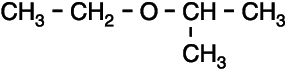 CH₃ – CH₂ – O – CH – CH₃
CH₃